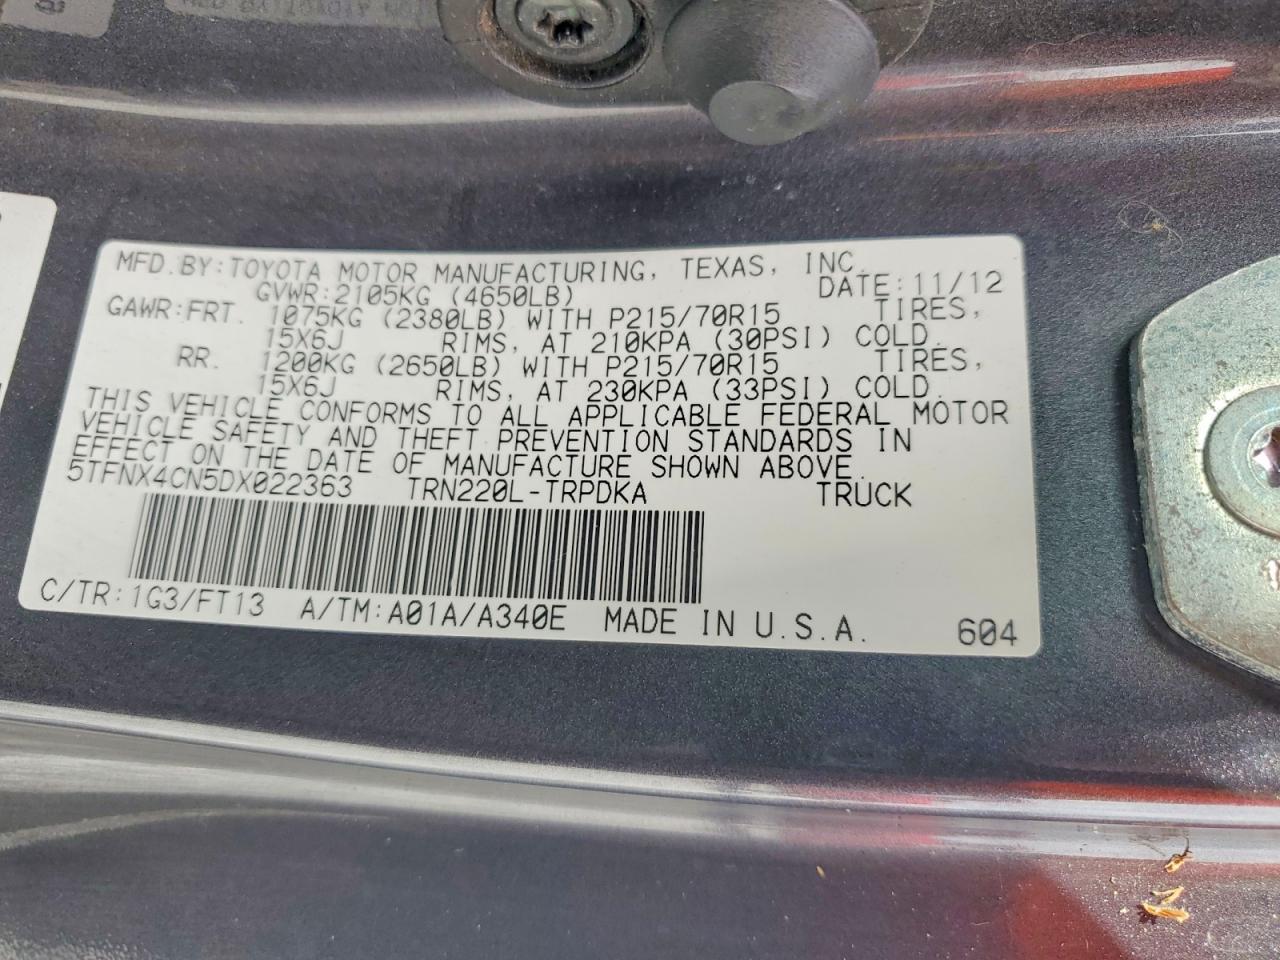 MFD. BY: TOYOTA MOTOR MANUFACTURING, TEXAS, INC.
GVWR: 2105KG (4650LB) DATE: 11/12
GAWR: FRT. 1075KG (2380LB) WITH P215/70R15 TIRES,
15X6J RIMS, AT 210KPA (30PSI) COLD.
RR. 1200KG (2650LB) WITH P215/70R15 TIRES,
15X6J RIMS, AT 230KPA (33PSI) COLD.
THIS VEHICLE CONFORMS TO ALL APPLICABLE FEDERAL MOTOR
VEHICLE SAFETY AND THEFT PREVENTION STANDARDS IN
EFFECT ON THE DATE OF MANUFACTURE SHOWN ABOVE.
5TFNX4CN5DX022363 TRN220L-TRPDKA TRUCK
C/TR: 1G3/FT13 A/TM: A01A/A340E MADE IN U.S.A. 604